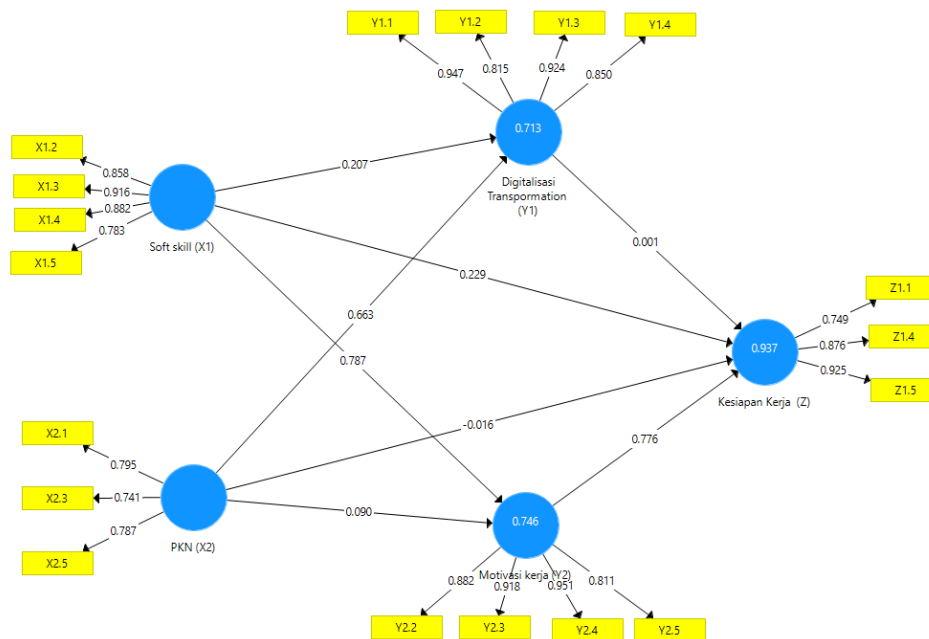 Y1.1
Y1.2
Y1.3
Y1.4
0.947
0.815
0.924
0.850
0.713
Digitalisasi
Transpormation
(Y1)
X1.2
X1.3
X1.4
X1.5
0.858
0.916
0.882
0.783
Soft skill (X1)
0.207
0.229
0.663
0.787
0.001
Z1.1
Z1.4
Z1.5
0.749
0.876
0.925
0.937
Kesiapan Kerja (Z)
-0.016
0.776
X2.1
X2.3
X2.5
0.795
0.741
0.787
PKN (X2)
0.090
0.746
Motivasi kerja (Y2)
0.882
0.918
0.951
0.811
Y2.2
Y2.3
Y2.4
Y2.5